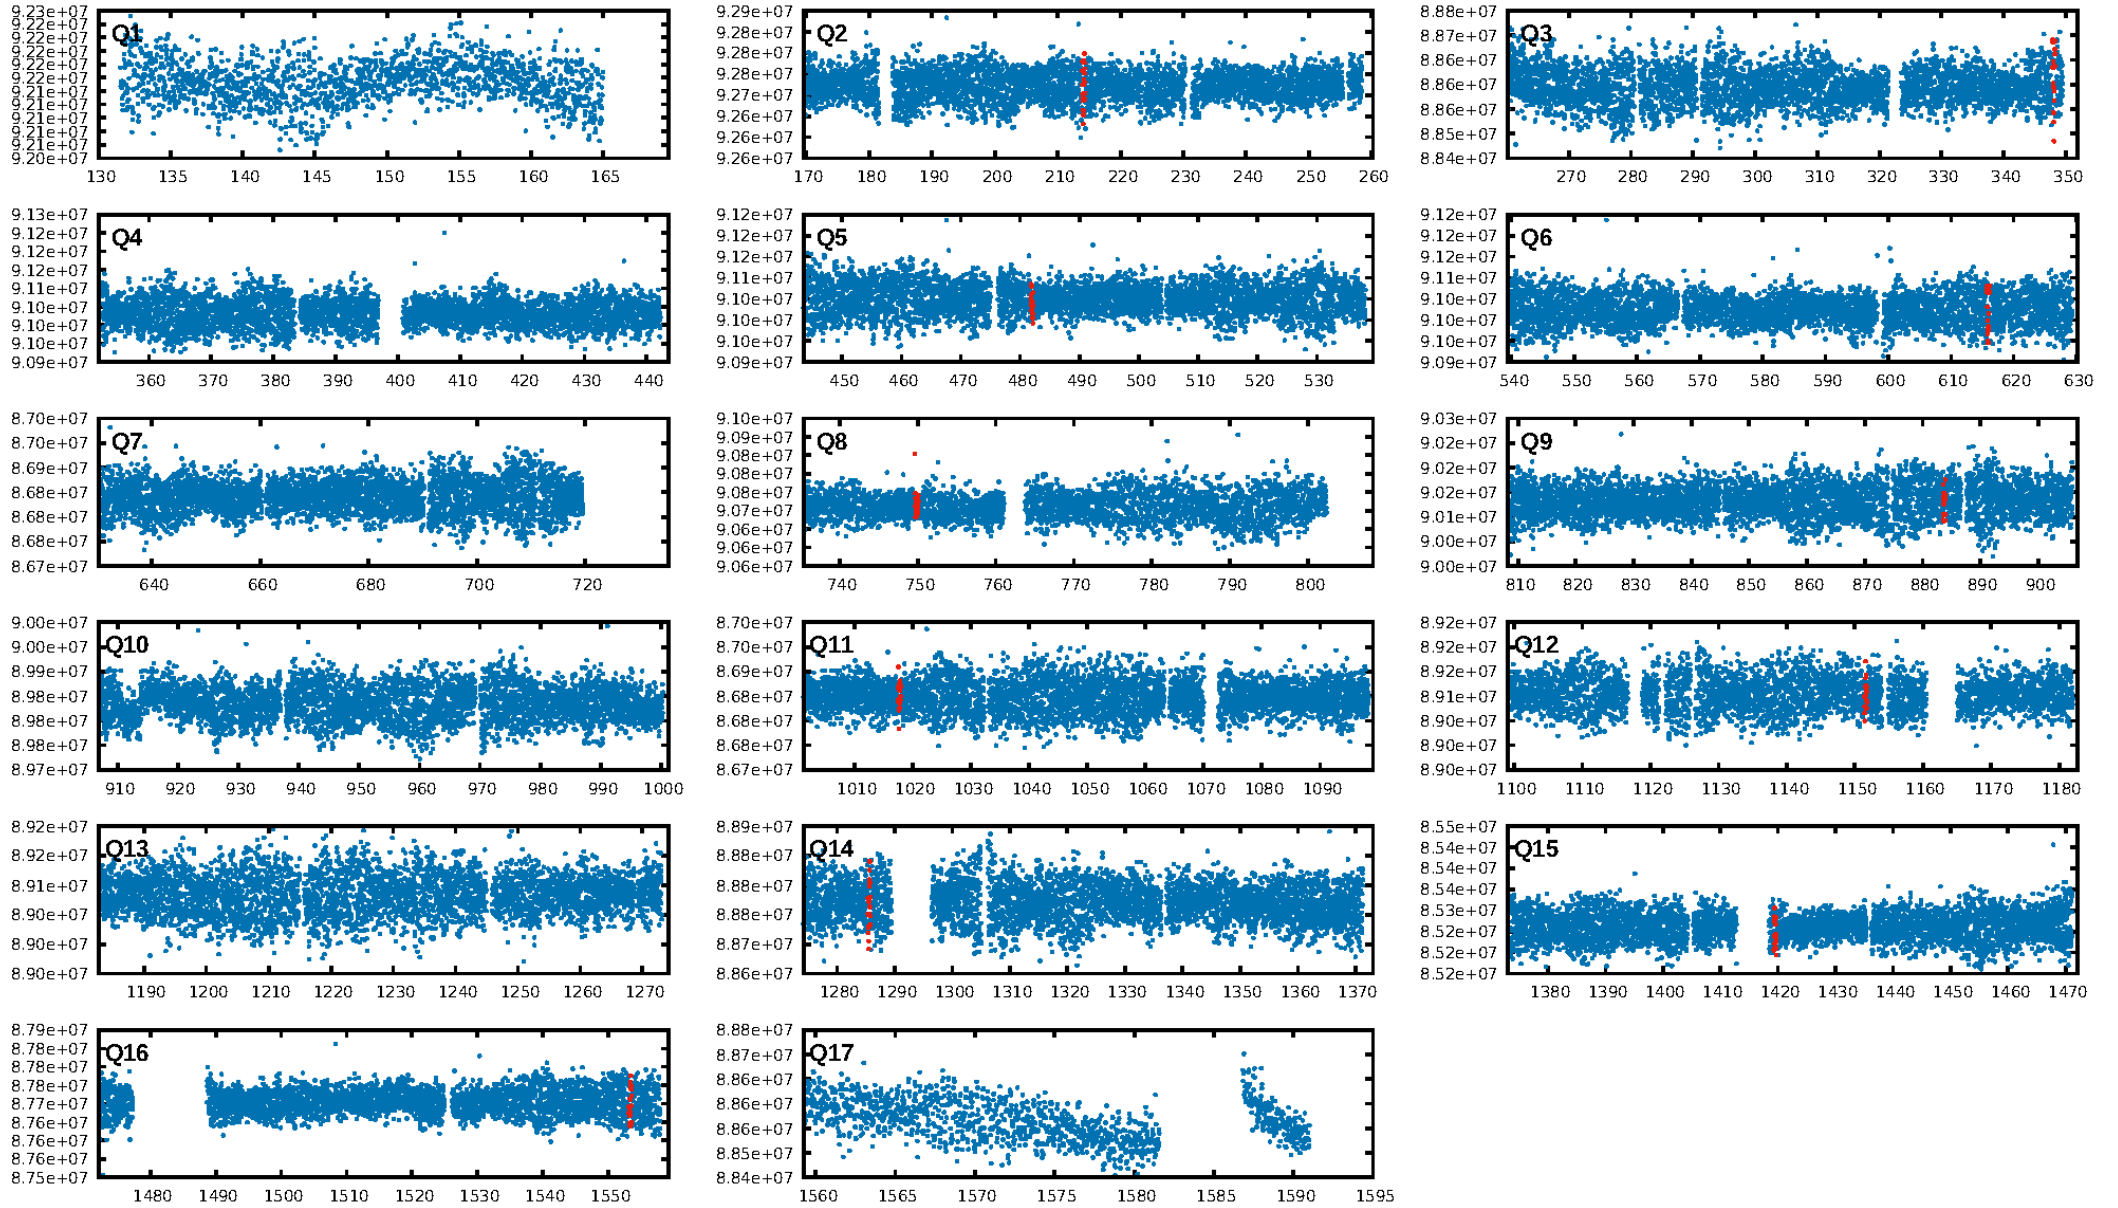 Q1
9.23e+07
9.22e+07
9.22e+07
9.22e+07
9.22e+07
9.22e+07
9.21e+07
9.21e+07
9.21e+07
9.21e+07
9.21e+07
9.20e+07
130 135 140 145 150 155 160 165
Q2
9.29e+07
9.28e+07
9.28e+07
9.28e+07
9.27e+07
9.26e+07
9.26e+07
9.26e+07
170 180 190 200 210 220 230 240 250 260
Q3
8.88e+07
8.87e+07
8.86e+07
8.86e+07
8.86e+07
8.85e+07
8.84e+07
270 280 290 300 310 320 330 340 350
Q4
9.13e+07
9.12e+07
9.12e+07
9.12e+07
9.11e+07
9.10e+07
9.10e+07
9.10e+07
9.09e+07
360 370 380 390 400 410 420 430 440
Q5
9.12e+07
9.12e+07
9.12e+07
9.11e+07
9.10e+07
9.10e+07
9.10e+07
9.09e+07
450 460 470 480 490 500 510 520 530
Q6
9.12e+07
9.12e+07
9.12e+07
9.11e+07
9.10e+07
9.10e+07
9.10e+07
9.09e+07
540 550 560 570 580 590 600 610 620 630
Q7
8.70e+07
8.70e+07
8.69e+07
8.68e+07
8.68e+07
8.68e+07
8.67e+07
640 660 680 700 720
Q8
9.10e+07
9.09e+07
9.08e+07
9.08e+07
9.08e+07
9.07e+07
9.06e+07
9.06e+07
9.06e+07
740 750 760 770 780 790 800
Q9
9.03e+07
9.02e+07
9.02e+07
9.02e+07
9.01e+07
9.00e+07
9.00e+07
810 820 830 840 850 860 870 880 890 900
Q10
9.00e+07
9.00e+07
8.99e+07
8.98e+07
8.98e+07
8.98e+07
8.97e+07
910 920 930 940 950 960 970 980 990 1000
Q11
8.70e+07
8.70e+07
8.69e+07
8.68e+07
8.68e+07
8.68e+07
8.67e+07
1010 1020 1030 1040 1050 1060 1070 1080 1090
Q12
8.92e+07
8.92e+07
8.92e+07
8.91e+07
8.90e+07
8.90e+07
8.90e+07
1100 1110 1120 1130 1140 1150 1160 1170 1180
Q13
8.92e+07
8.92e+07
8.91e+07
8.90e+07
8.90e+07
8.90e+07
1190 1200 1210 1220 1230 1240 1250 1260 1270
Q14
8.89e+07
8.88e+07
8.88e+07
8.88e+07
8.87e+07
8.86e+07
1280 1290 1300 1310 1320 1330 1340 1350 1360 1370
Q15
8.55e+07
8.54e+07
8.54e+07
8.54e+07
8.53e+07
8.52e+07
8.52e+07
8.52e+07
1380 1390 1400 1410 1420 1430 1440 1450 1460 1470
Q16
8.79e+07
8.78e+07
8.78e+07
8.78e+07
8.77e+07
8.76e+07
8.76e+07
8.76e+07
8.75e+07
1480 1490 1500 1510 1520 1530 1540 1550
Q17
8.88e+07
8.87e+07
8.86e+07
8.86e+07
8.86e+07
8.85e+07
8.84e+07
1560 1565 1570 1575 1580 1585 1590 1595